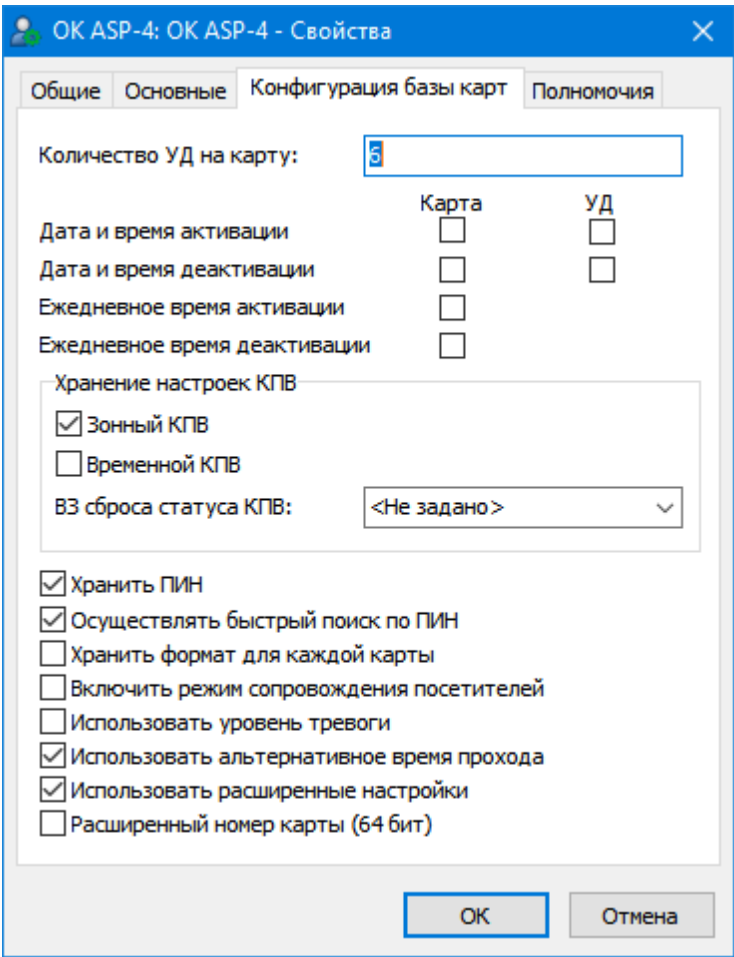 ОК ASP-4: ОК ASP-4 - Свойства
Общие Основные Конфигурация базы карт Полномочия
Количество УД на карту: 6
Карта УД
Дата и время активации
Дата и время деактивации
Ежедневное время активации
Ежедневное время деактивации
Хранение настроек КПВ
Зонный КПВ
Временной КПВ
ВЗ сброса статуса КПВ: <Не задано>
Хранить ПИН
Осуществлять быстрый поиск по ПИН
Хранить формат для каждой карты
Включить режим сопровождения посетителей
Использовать уровень тревоги
Использовать альтернативное время прохода
Использовать расширенные настройки
Расширенный номер карты (64 бит)
ОК Отмена